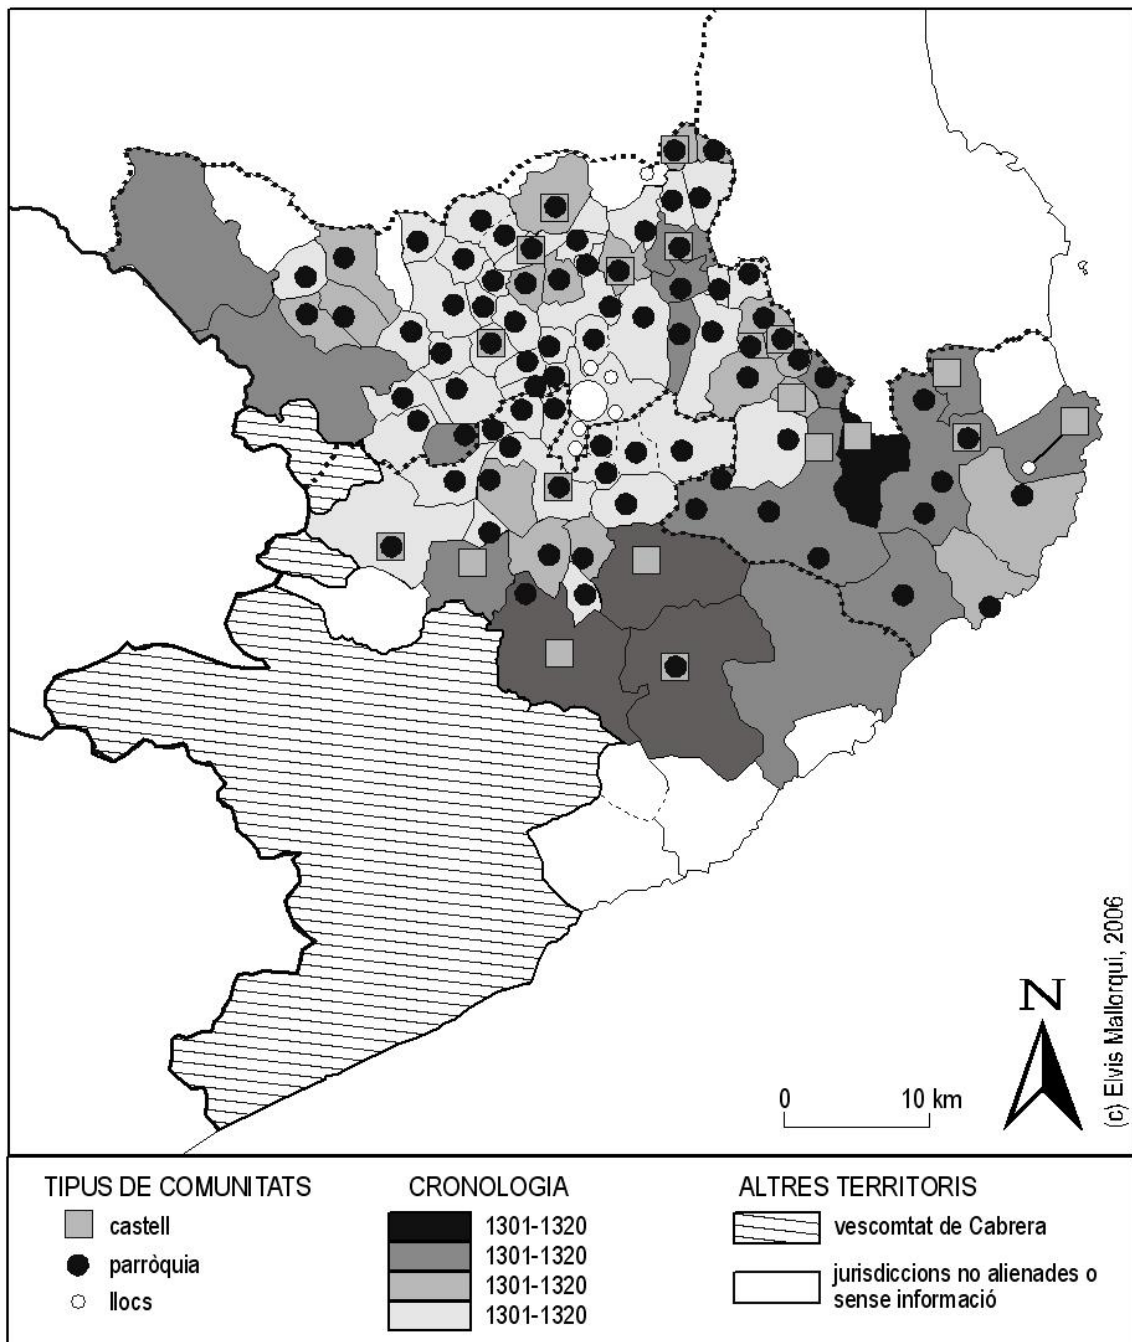 N
(c) Elvis Mallorquí, 2006
0 10 km
TIPUS DE COMUNITATS
castell
parròquia
llocs
CRONOLOGIA
1301-1320
1301-1320
1301-1320
1301-1320
ALTRES TERRITORIS
vescomtat de Cabrera
jurisdiccions no alienades o
sense informació